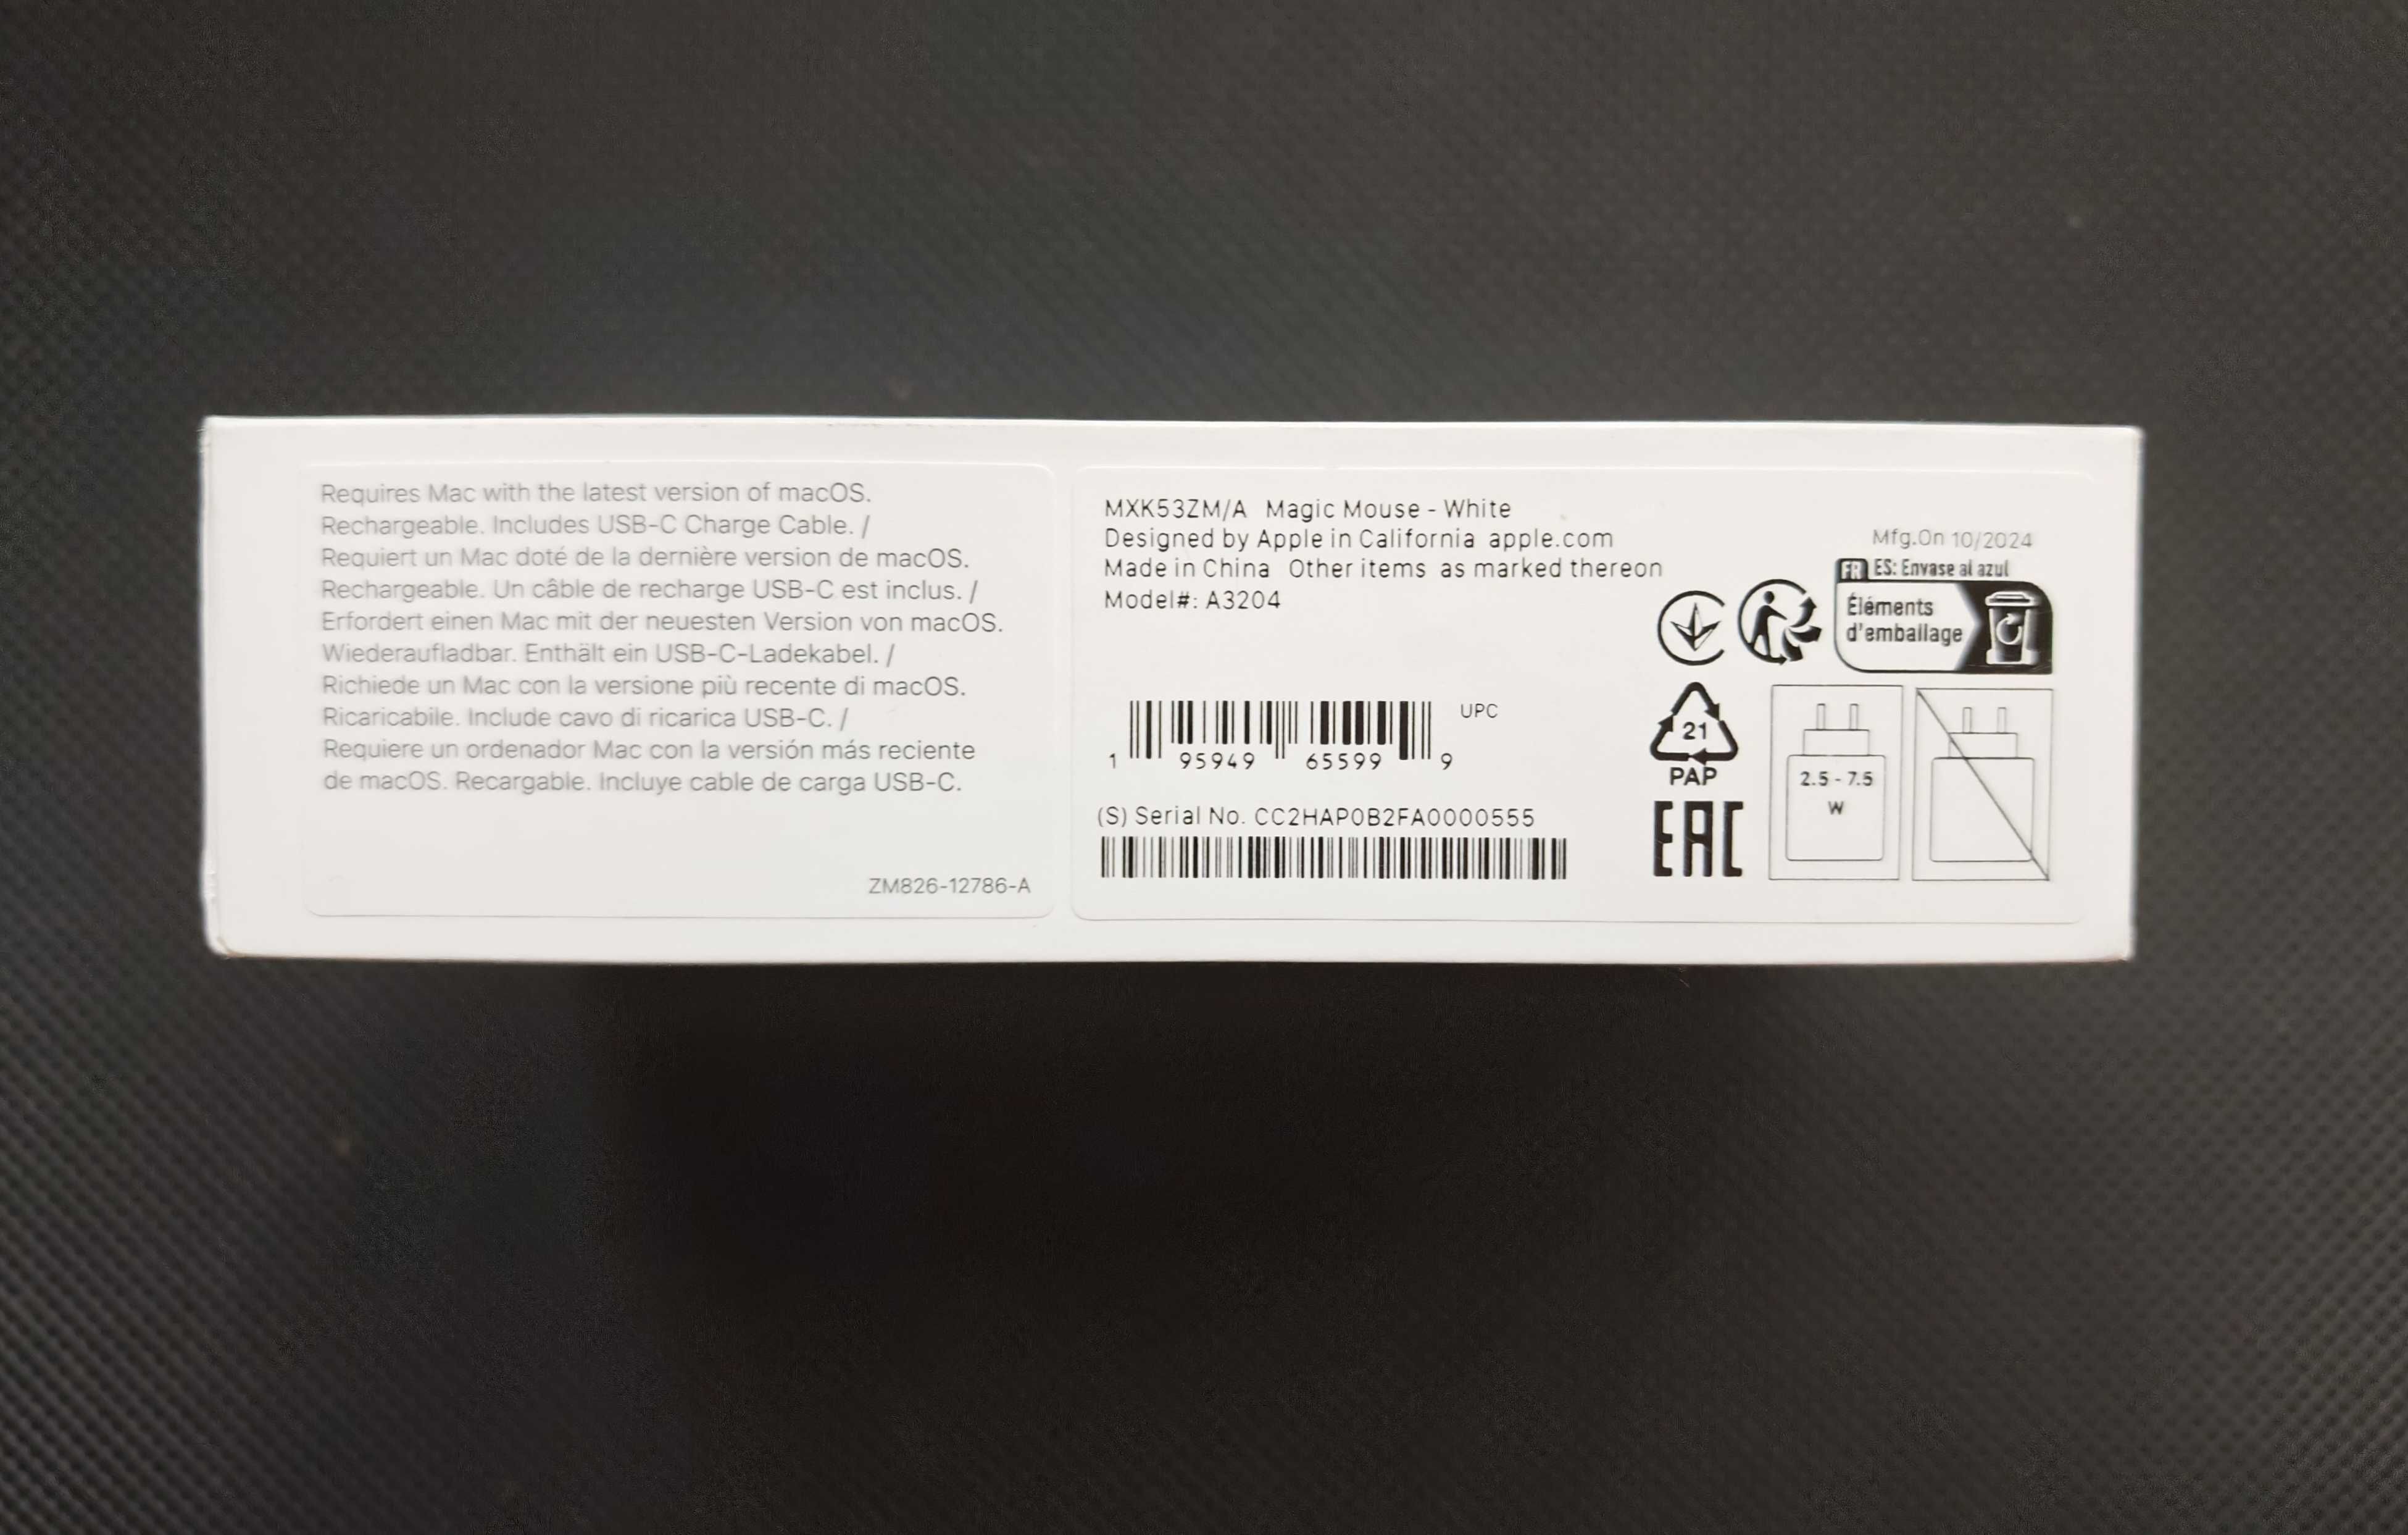 Requires Mac with the latest version of macOS.
Rechargeable. Includes USB-C Charge Cable. /
Requiert un Mac doté de la dernière version de macOS.
Rechargeable. Un câble de recharge USB-C est inclus. /
Erfordert einen Mac mit der neuesten Version von macOS.
Wiederaufladbar. Enthält ein USB-C-Ladekabel. /
Richiede un Mac con la versione più recente di macOS.
Ricaricabile. Include cavo di ricarica USB-C. /
Requiere un ordenador Mac con la versión más reciente
de macOS. Recargable. Incluye cable de carga USB-C.
ZM826-12786-A
MXK53ZM/A Magic Mouse - White
Designed by Apple in California apple.com
Made in China Other items as marked thereon
Model#: A3204
UPC
1 95949 65599 9
(S) Serial No. CC2HAP0B2FA0000555
Mfg.On 10/2024
FR ES: Envase al azul
Éléments
d'emballage
21
PAP
EAC
2.5 - 7.5
W